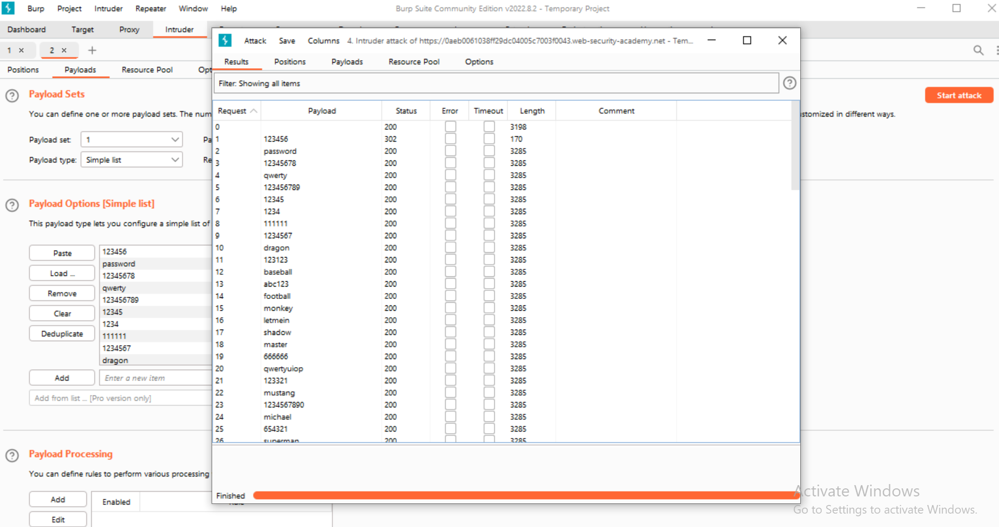 Burp Project Intruder Repeater Window Help
Burp Suite Community Edition v2022.8.2 - Temporary Project
Dashboard Target Proxy Intruder
1 × 2 × +
Positions Payloads Resource Pool Opt
Payload Sets
You can define one or more payload sets. The num
stomized in different ways.
Start attack
Payload set: 1 Pa
Payload type: Simple list Re
Payload Options [Simple list]
This payload type lets you configure a simple list of
Paste
Load ...
Remove
Clear
Deduplicate
123456
password
12345678
qwerty
123456789
12345
1234
111111
1234567
dragon
Add Enter a new item
Add from list ... [Pro version only]
Payload Processing
You can define rules to perform various processing
Add
Edit
Enabled
Attack Save Columns 4. Intruder attack of https://0aeb0061038ff29dc04005c7003f0043.web-security-academy.net - Tem...
Results Positions Payloads Resource Pool Options
Filter: Showing all items
Request Payload Status Error Timeout Length Comment
0 200 3198
1 123456 302 170
2 password 200 3285
3 12345678 200 3285
4 qwerty 200 3285
5 123456789 200 3285
6 12345 200 3285
7 1234 200 3285
8 111111 200 3285
9 1234567 200 3285
10 dragon 200 3285
11 123123 200 3285
12 baseball 200 3285
13 abc123 200 3285
14 football 200 3285
15 monkey 200 3285
16 letmein 200 3285
17 shadow 200 3285
18 master 200 3285
19 666666 200 3285
20 qwertyuiop 200 3285
21 123321 200 3285
22 mustang 200 3285
23 1234567890 200 3285
24 michael 200 3285
25 654321 200 3285
26 superman 200 3285
Finished
Activate Windows
Go to Settings to activate Windows.